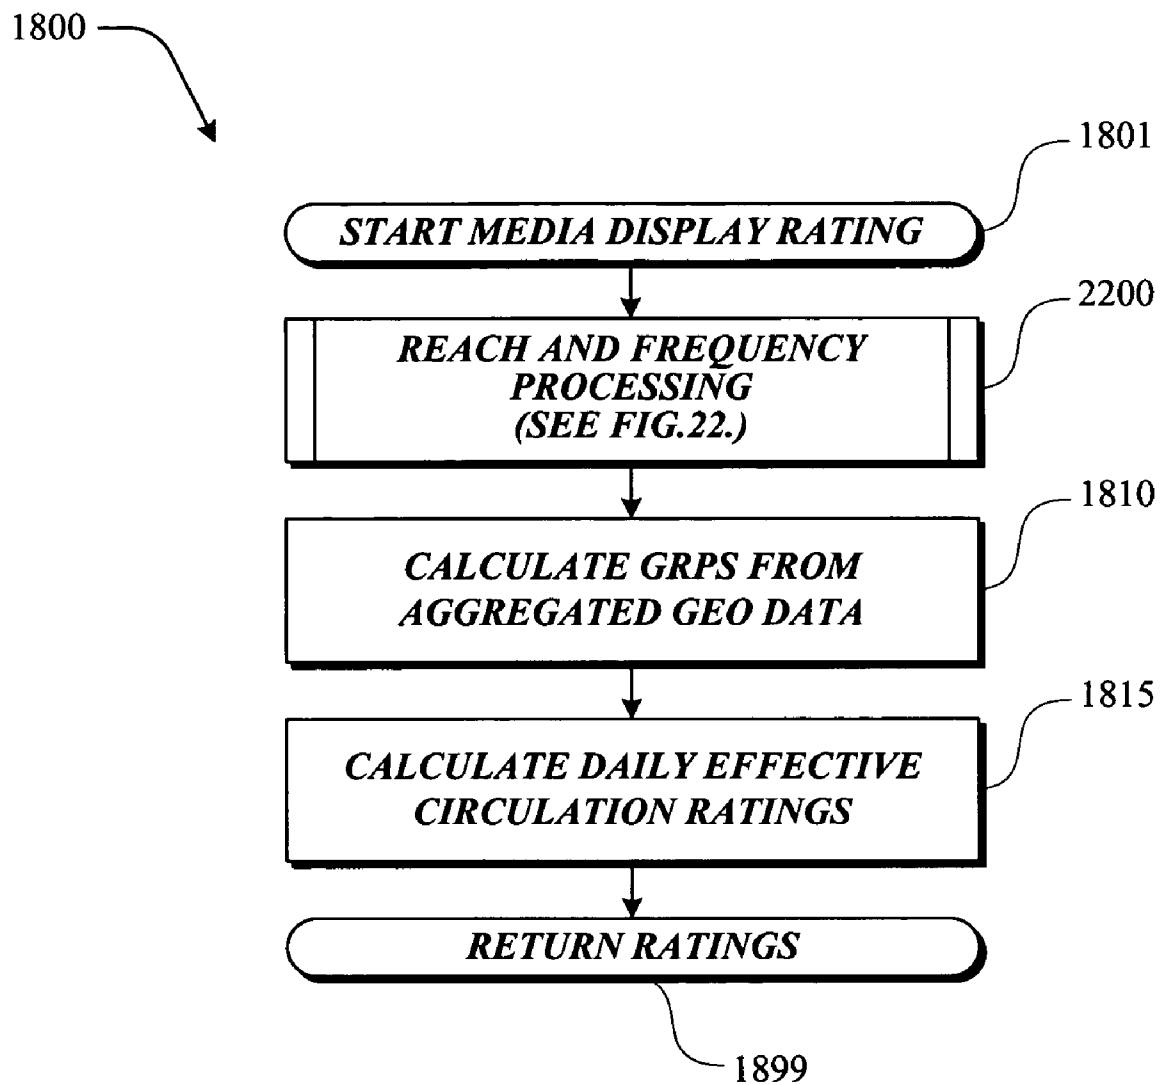 1800
1801
START MEDIA DISPLAY RATING
2200
REACH AND FREQUENCY
PROCESSING
(SEE FIG.22.)
1810
CALCULATE GRPS FROM
AGGREGATED GEO DATA
1815
CALCULATE DAILY EFFECTIVE
CIRCULATION RATINGS
RETURN RATINGS
1899